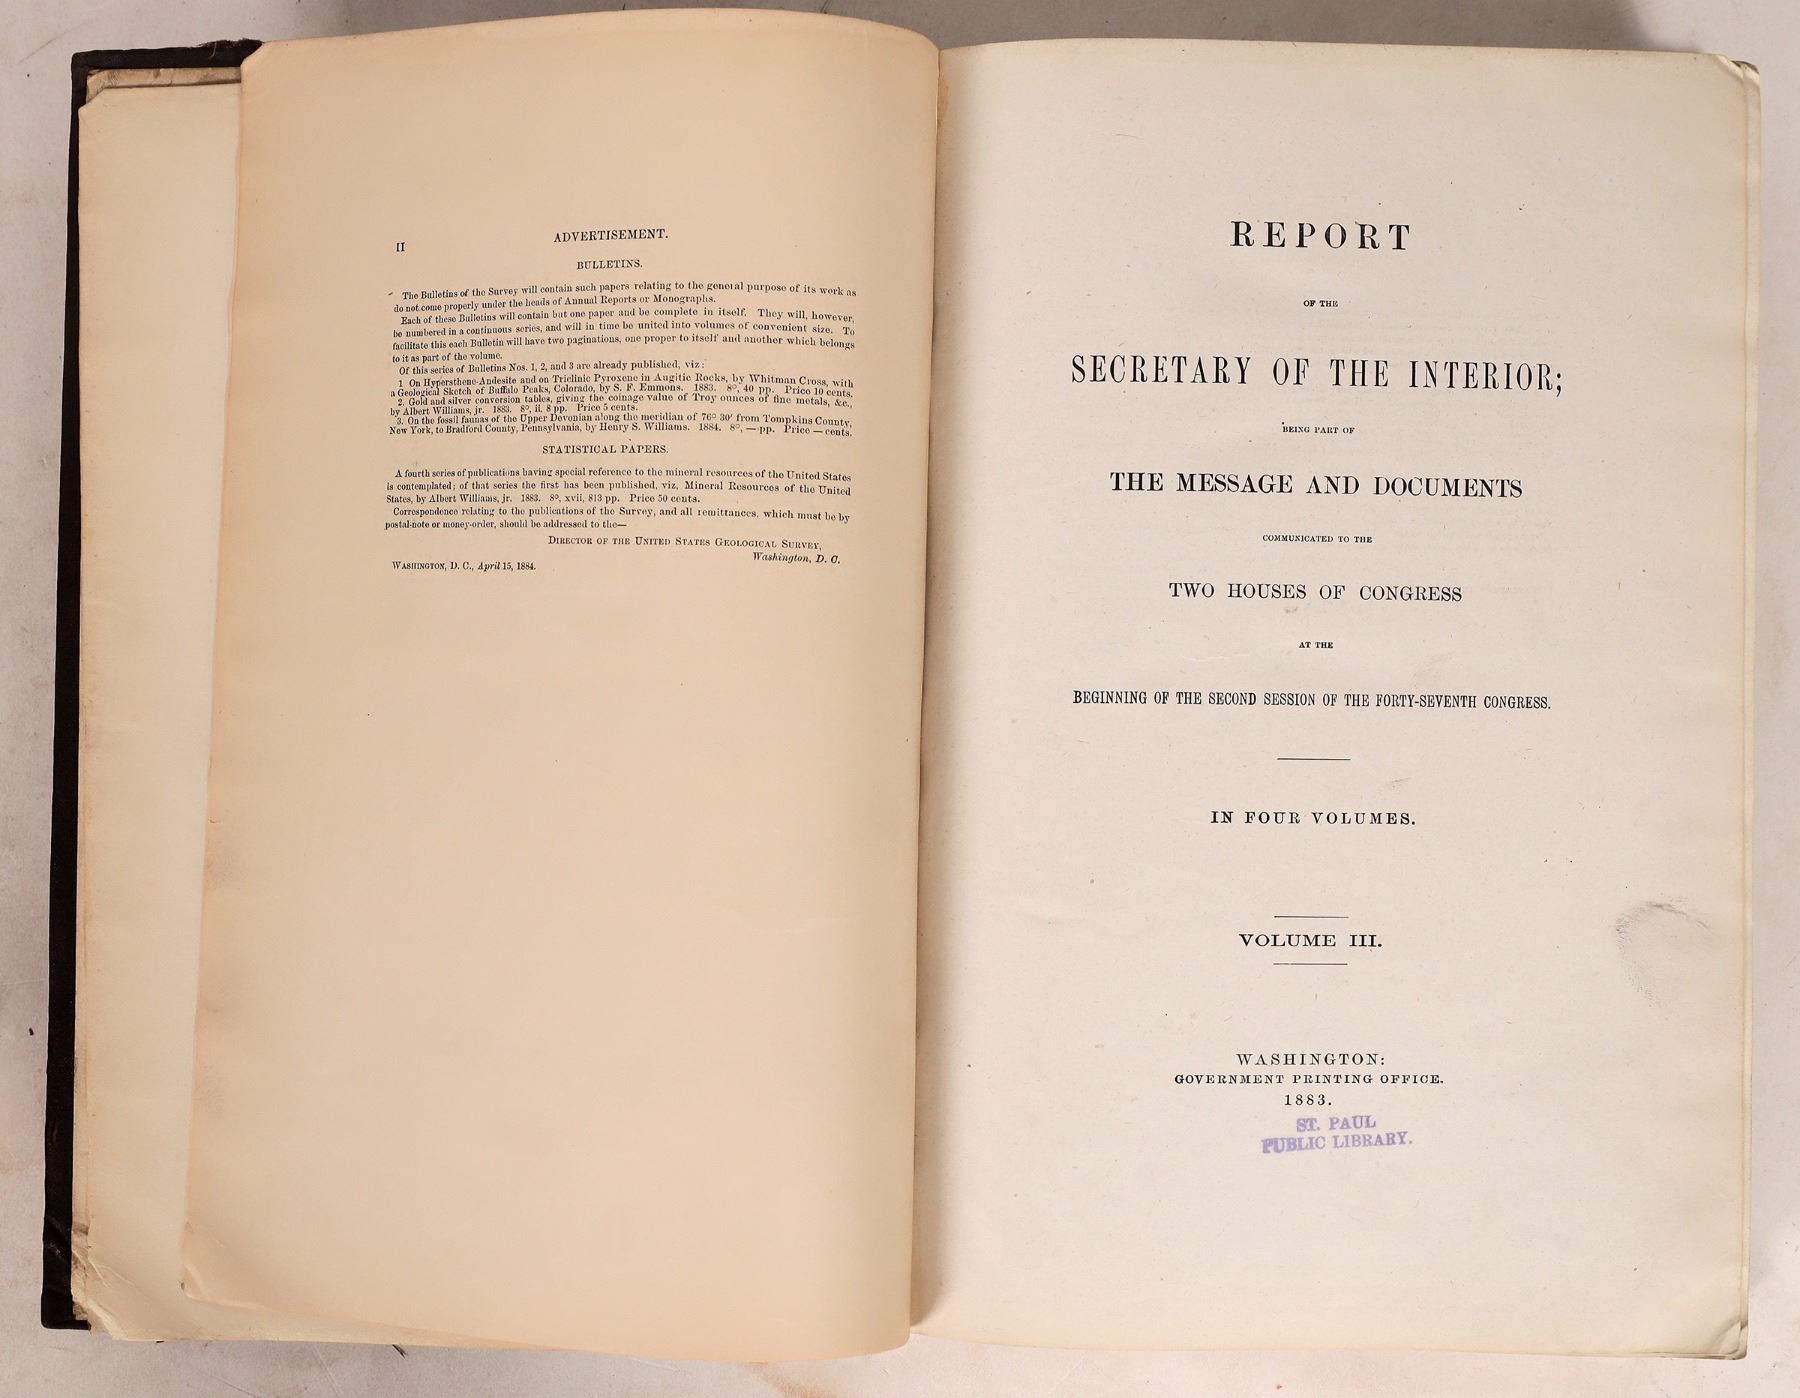 II
ADVERTISEMENT.
BULLETINS.
The Bulletins of the Survey will contain such papers relating to the general purpose of its work as
do not come properly under the heads of Annual Reports or Monographs.
Each of these Bulletins will contain but one paper and be complete in itself. They will, however,
be numbered in a continuous series, and will in time be united into volumes of convenient size. To
facilitate this each Bulletin will have two paginations, one proper to itself and another which belongs
to it as part of the volume.
Of this series of Bulletins Nos. 1, 2, and 3 are already published, viz:
1 On Hypersthene-Andesite and on Triclinic Pyroxene in Augitic Rocks, by Whitman Cross, with
a Geological Sketch of Buffalo Peaks, Colorado, by S. F. Emmons. 1883. 8°, 40 pp. Price 10 cents.
2. Gold and silver conversion tables, giving the coinage value of Troy ounces of fine metals, &c.,
by Albert Williams, jr. 1883. 8°, ii. 8 pp. Price 5 cents.
3. On the fossil faunas of the Upper Devonian along the meridian of 76° 30′ from Tompkins County,
New York, to Bradford County, Pennsylvania, by Henry S. Williams. 1884. 8°, — pp. Price — cents.
STATISTICAL PAPERS.
A fourth series of publications having special reference to the mineral resources of the United States
is contemplated; of that series the first has been published, viz, Mineral Resources of the United
States, by Albert Williams, jr. 1883. 8°, xvii, 813 pp. Price 50 cents.
Correspondence relating to the publications of the Survey, and all remittances, which must be by
postal-note or money-order, should be addressed to the—
DIRECTOR OF THE UNITED STATES GEOLOGICAL SURVEY,
Washington, D. C.
WASHINGTON, D. C., April 15, 1884.
REPORT
OF THE
SECRETARY OF THE INTERIOR;
BEING PART OF
THE MESSAGE AND DOCUMENTS
COMMUNICATED TO THE
TWO HOUSES OF CONGRESS
AT THE
BEGINNING OF THE SECOND SESSION OF THE FORTY-SEVENTH CONGRESS.
IN FOUR VOLUMES.
VOLUME III.
WASHINGTON:
GOVERNMENT PRINTING OFFICE.
1883.
ST. PAUL
PUBLIC LIBRARY.